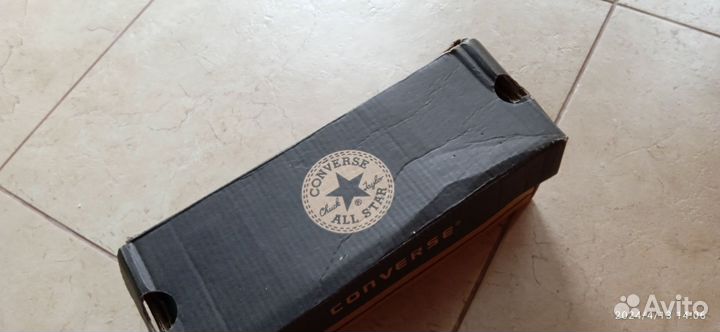 CONVERSE
Chuck Taylor
®
ALL STAR
CONVERSE
2024/4/13 14:06
Avito